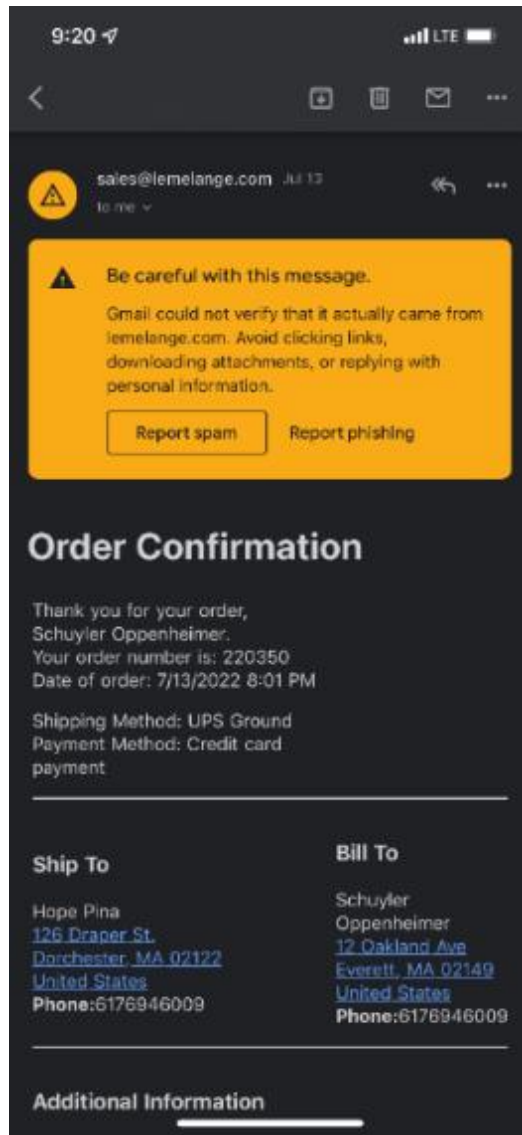 9:20
LTE
sales@lemelange.com Jul 13
to me
Be careful with this message.
Gmail could not verify that it actually came from
lemelange.com. Avoid clicking links,
downloading attachments, or replying with
personal information.
Report spam
Report phishing
Order Confirmation
Thank you for your order,
Schuyler Oppenheimer.
Your order number is: 220350
Date of order: 7/13/2022 8:01 PM
Shipping Method: UPS Ground
Payment Method: Credit card
payment
Ship To
Hope Pina
126 Draper St.
Dorchester, MA 02122
United States
Phone:6176946009
Bill To
Schuyler
Oppenheimer
12 Oakland Ave
Everett, MA 02149
United States
Phone:6176946009
Additional Information